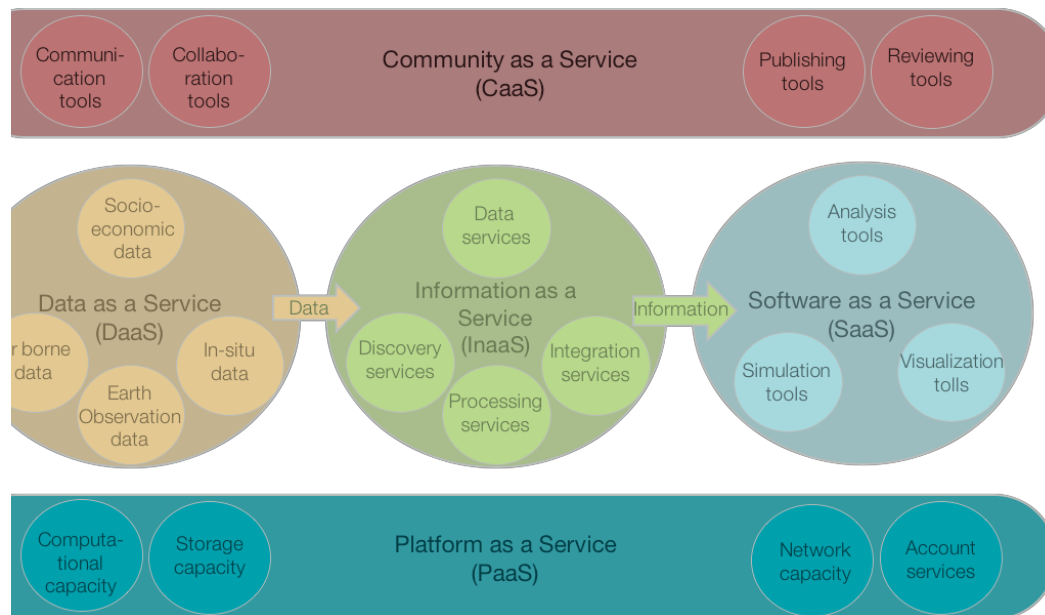 Communi-
cation
tools
Collabo-
ration
tools
Community as a Service
(CaaS)
Publishing
tools
Reviewing
tools
Socio-
economic
data
Data as a Service
(DaaS)
r borne
data
In-situ
data
Earth
Observation
data
Data
Data
services
Information as a
Service
(InaaS)
Discovery
services
Integration
services
Processing
services
Information
Analysis
tools
Software as a Service
(SaaS)
Simulation
tools
Visualization
tolls
Computa-
tional
capacity
Storage
capacity
Platform as a Service
(PaaS)
Network
capacity
Account
services